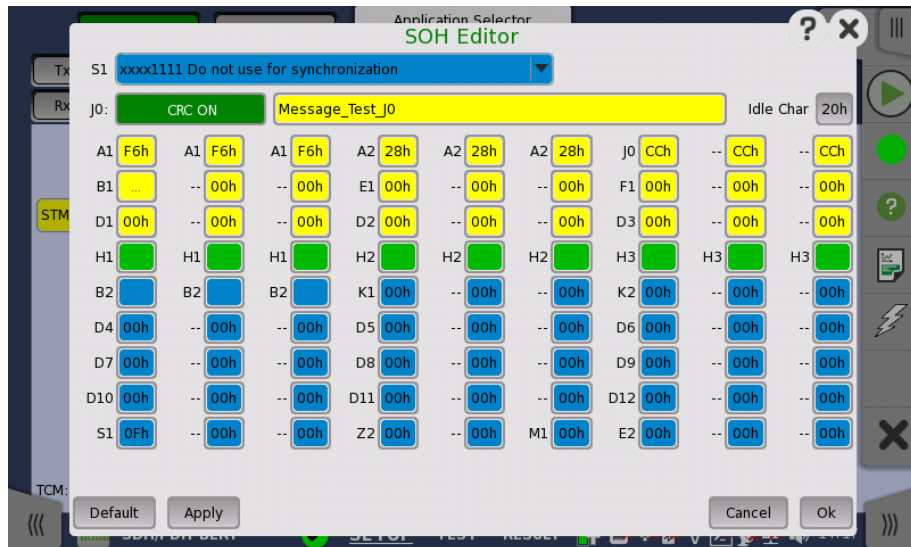 Application Selector
SOH Editor
? X
Tx
S1 xxxx1111 Do not use for synchronization
Rx
J0: CRC ON Message_Test_J0 Idle Char 20h
A1 F6h A1 F6h A1 F6h A2 28h A2 28h A2 28h J0 CCh -- CCh -- CCh
B1 ... -- 00h -- 00h E1 00h -- 00h -- 00h F1 00h -- 00h -- 00h
STM
D1 00h -- 00h -- 00h D2 00h -- 00h -- 00h D3 00h -- 00h -- 00h
H1 H1 H1 H2 H2 H2 H3 H3 H3
B2 B2 B2 K1 00h -- 00h -- 00h K2 00h -- 00h -- 00h
D4 00h -- 00h -- 00h D5 00h -- 00h -- 00h D6 00h -- 00h -- 00h
D7 00h -- 00h -- 00h D8 00h -- 00h -- 00h D9 00h -- 00h -- 00h
D10 00h -- 00h -- 00h D11 00h -- 00h -- 00h D12 00h -- 00h -- 00h
S1 0Fh -- 00h -- 00h Z2 00h -- 00h M1 00h E2 00h -- 00h -- 00h
TCM:
Default Apply Cancel Ok
SETUP TEST RESULT